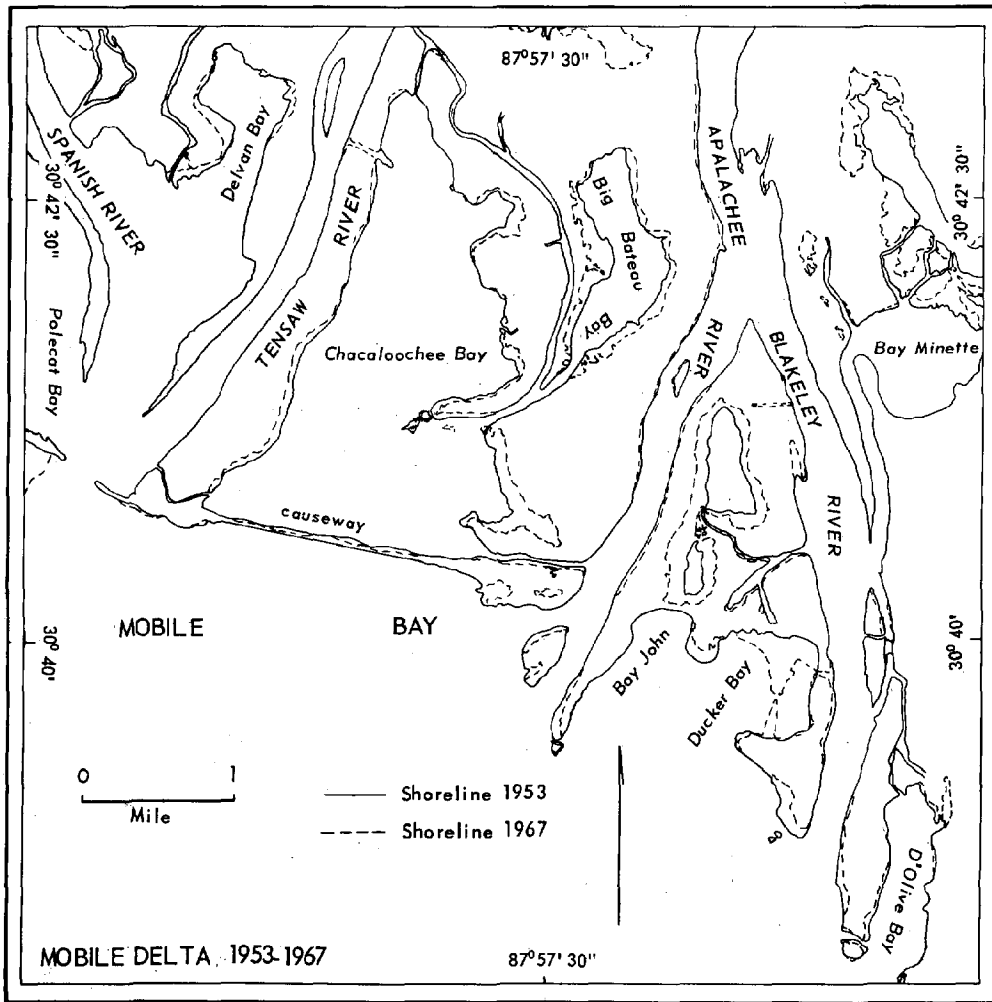 87° 57' 30"
SPANISH RIVER
Delvan Bay
30° 42' 30"
TENSAW RIVER
Big Bateau Bay
APALACHEE RIVER
30° 42' 30"
Polecat Bay
Chacaloochee Bay
BLAKELEY RIVER
Bay Minette
causeway
MOBILE BAY
30° 40'
Bay John
Ducker Bay
30° 40'
0 1
Mile
Shoreline 1953
Shoreline 1967
D'Olive Bay
MOBILE DELTA, 1953-1967
87° 57' 30"